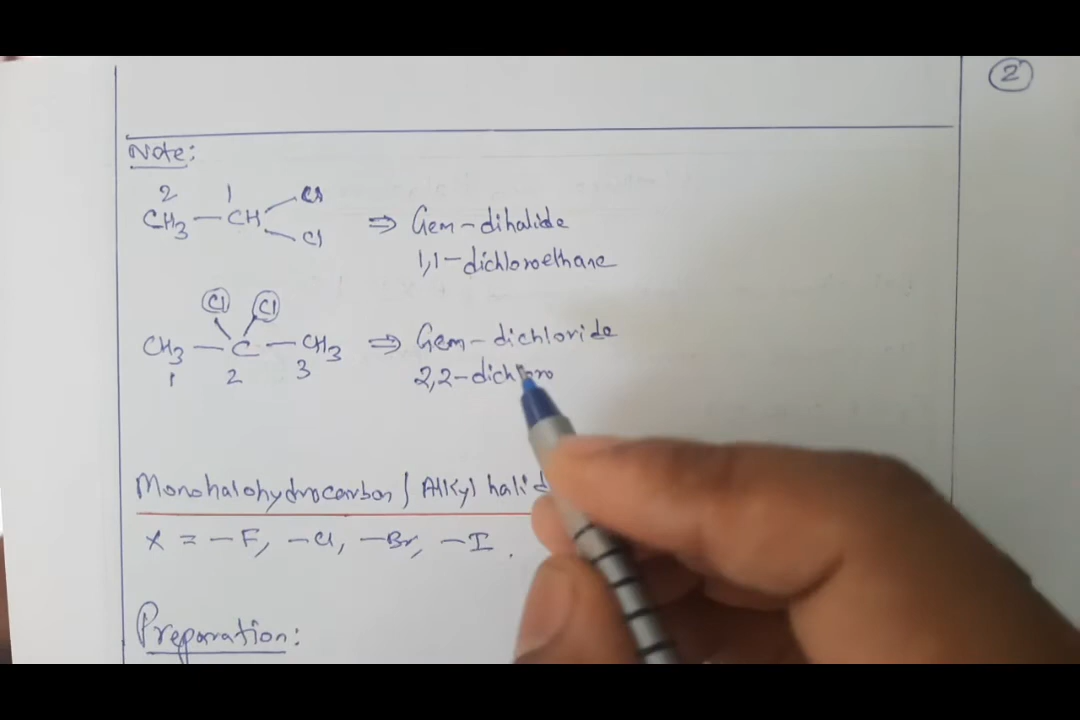 2
Note:
2 1 Cl
CH3 — CH
Cl
⇒ Gem-dihalide
1,1-dichloroethane
Cl Cl
CH3 — C — CH3
1 2 3
⇒ Gem-dichloride
2,2-dichloro
Monohalohydrocarbon / Alkyl halid
X = -F, -Cl, -Br, -I .
Preparation: